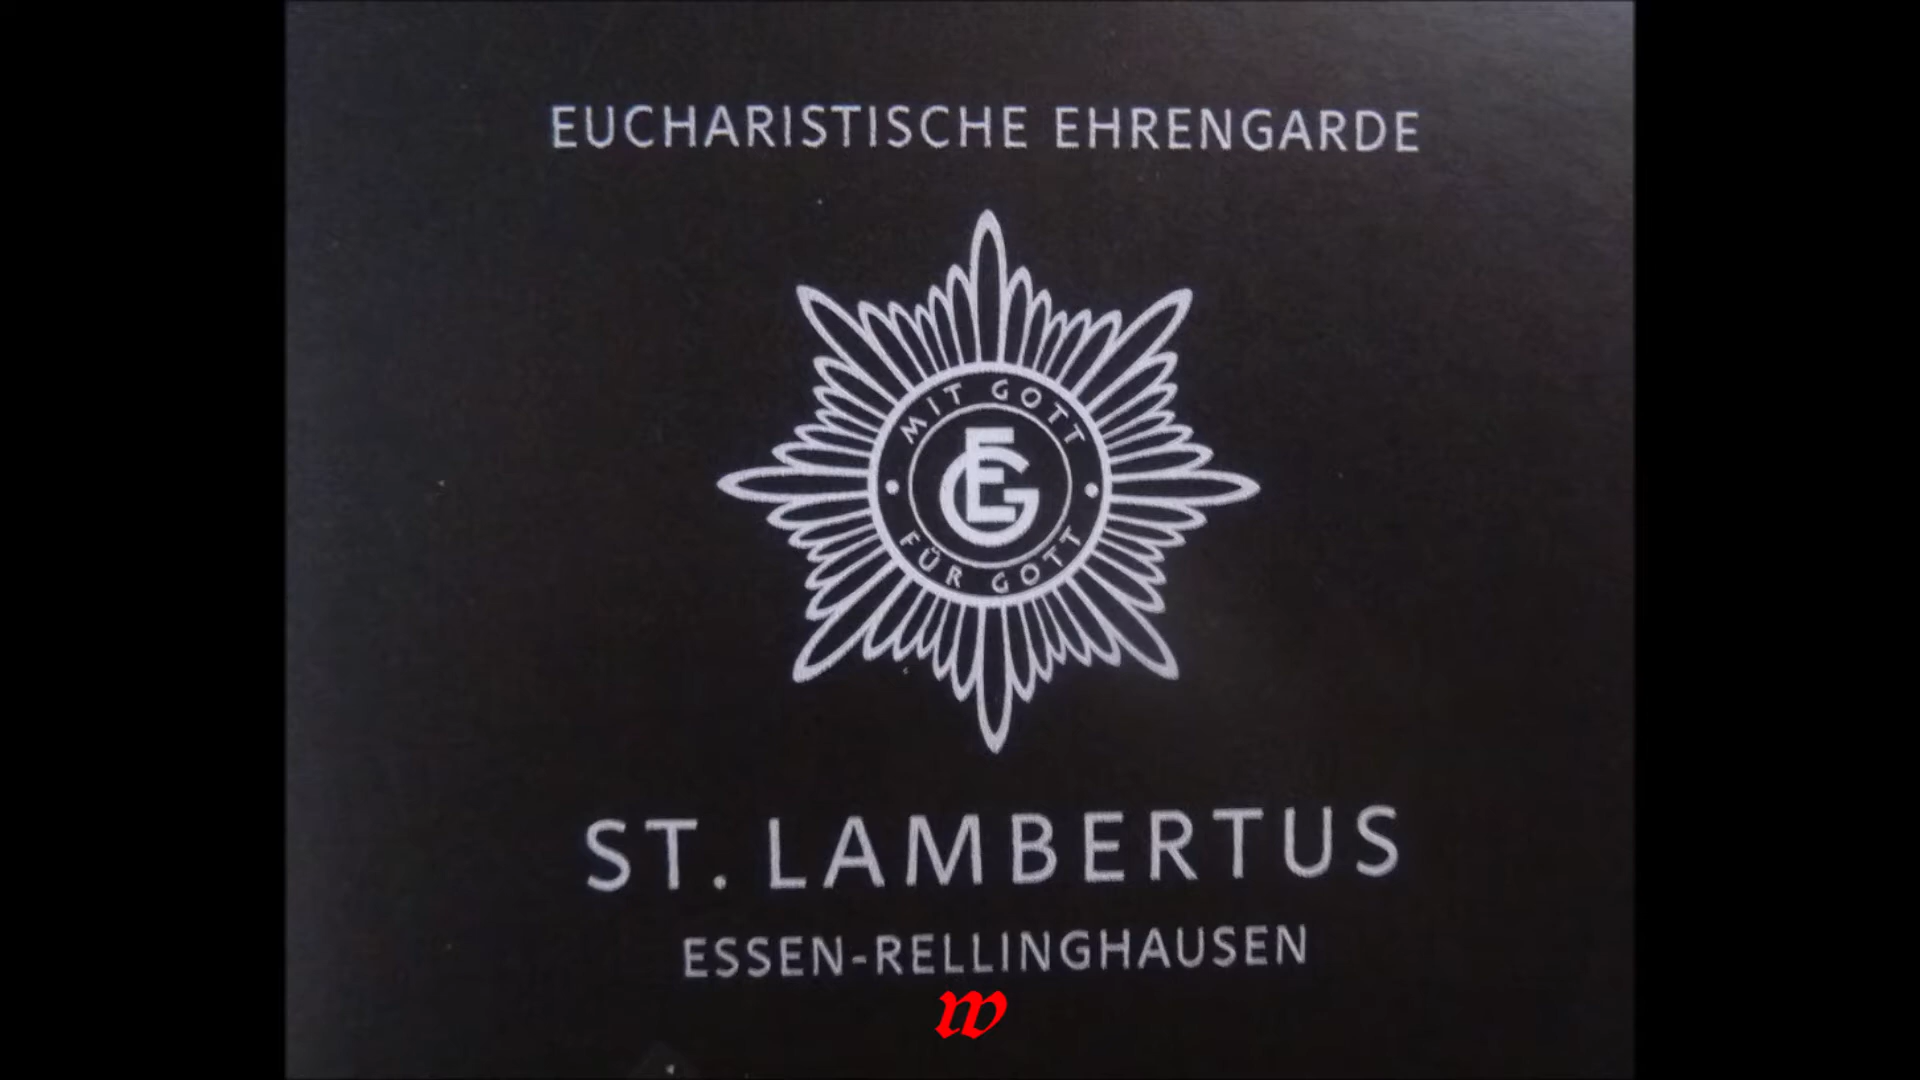 EUCHARISTISCHE EHRENGARDE
MIT GOTT
EG
FÜR GOTT
ST. LAMBERTUS
ESSEN-RELLINGHAUSEN
w